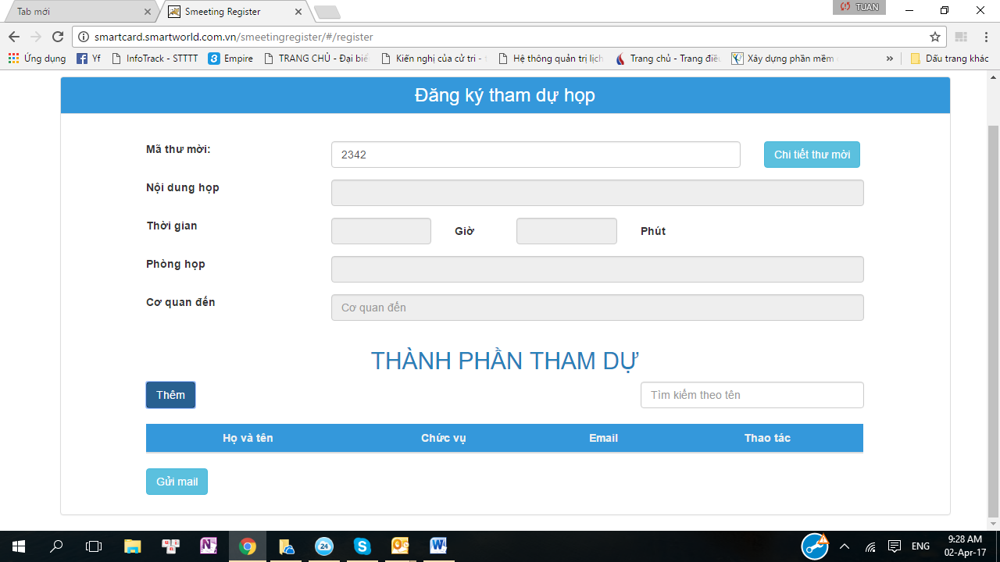 Tab mới
Smeeting Register
TUAN
smartcard.smartworld.com.vn/smeetingregister/#/register
Ứng dụng
Yf
InfoTrack - STTTT
Empire
TRANG CHỦ - Đại biể
Kiến nghị của cử tri -
Hệ thống quản trị lịch
Trang chủ - Trang điề
Xây dựng phần mềm
»
Dấu trang khác
Đăng ký tham dự họp
Mã thư mời:
2342
Chi tiết thư mời
Nội dung họp
Thời gian
Giờ
Phút
Phòng họp
Cơ quan đến
Cơ quan đến
THÀNH PHẦN THAM DỰ
Thêm
Tìm kiếm theo tên
Họ và tên
Chức vụ
Email
Thao tác
Gửi mail
24
ENG
9:28 AM
02-Apr-17